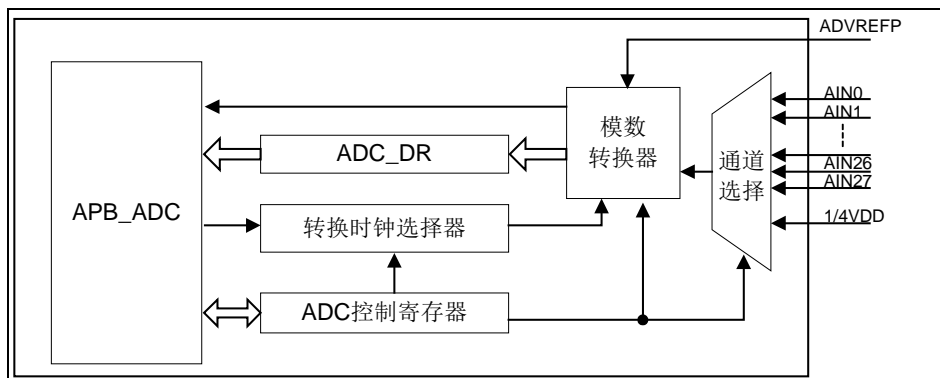 ADVREFP
AIN0
AIN1
AIN26
AIN27
1/4VDD
模数
转换器
通道
选择
ADC_DR
APB_ADC
转换时钟选择器
ADC控制寄存器